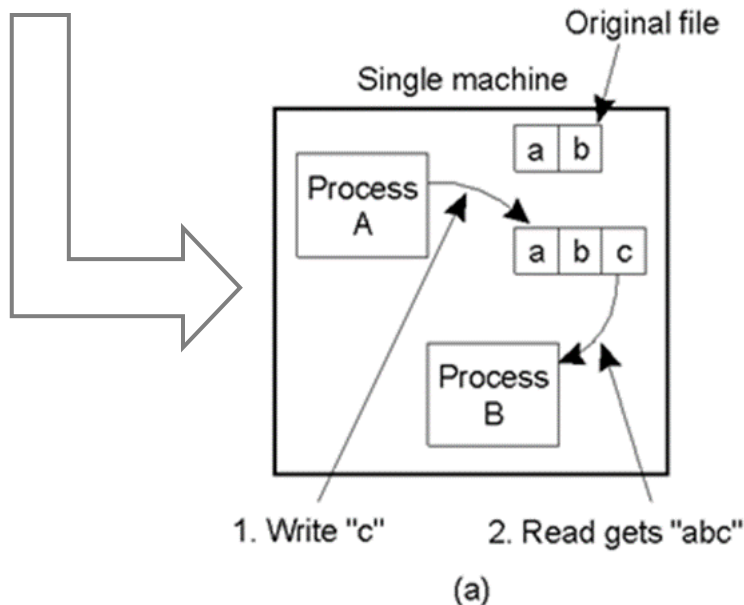 Original file
Single machine
a b
Process
A
a b c
Process
B
1. Write "c"
2. Read gets "abc"
(a)